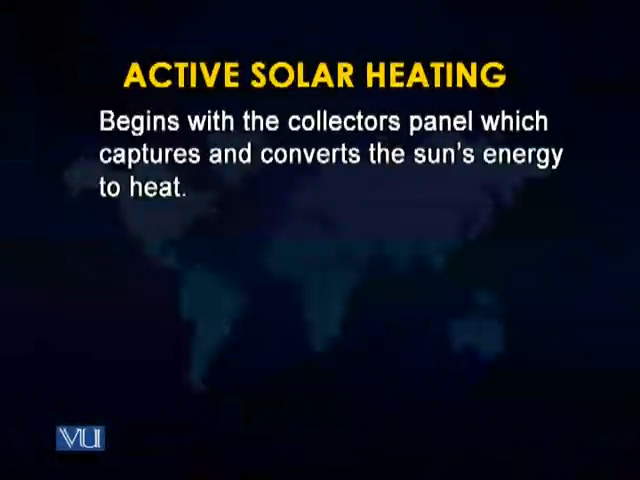 ACTIVE SOLAR HEATING
Begins with the collectors panel which
captures and converts the sun's energy
to heat.
VU